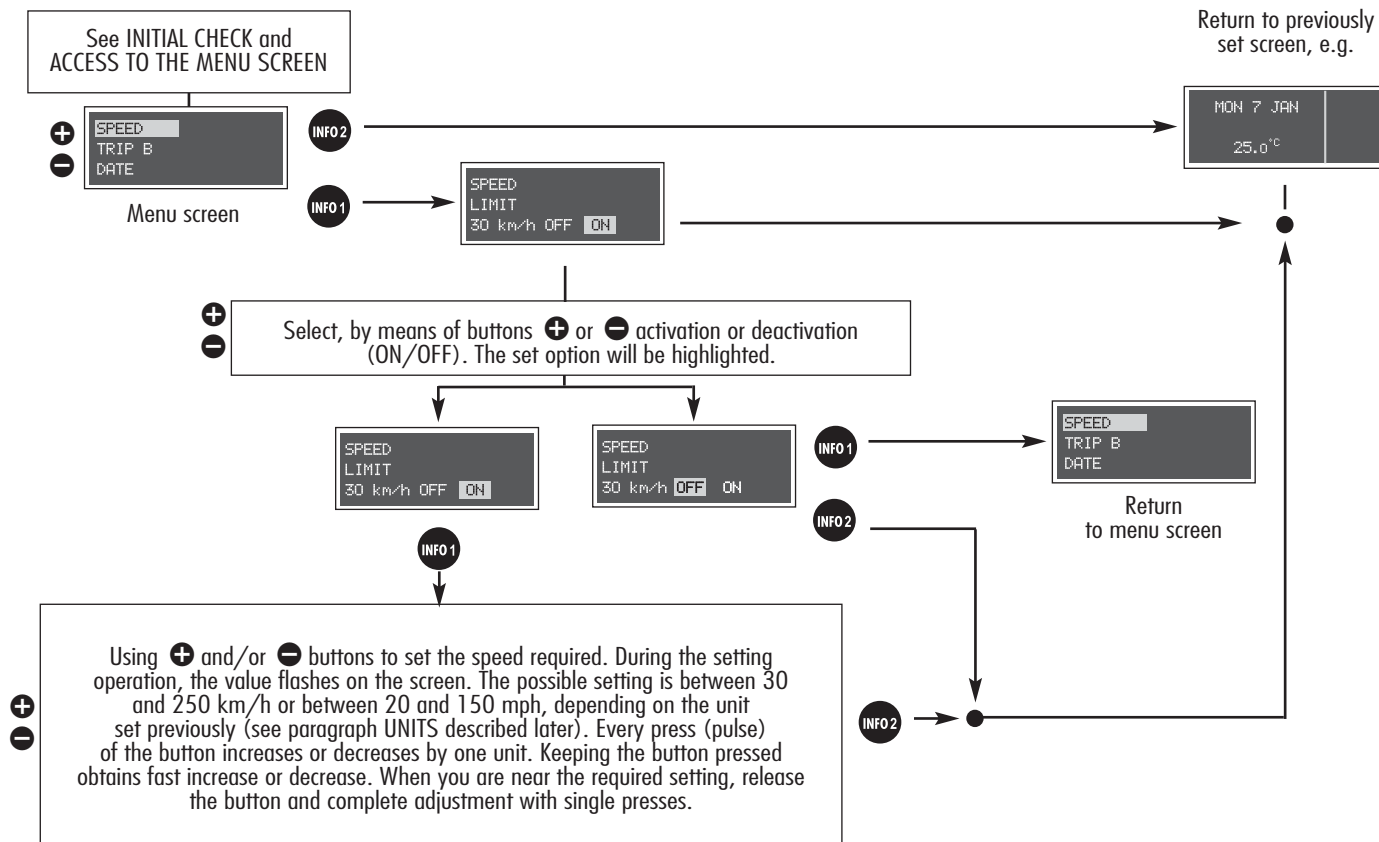 See INITIAL CHECK and
ACCESS TO THE MENU SCREEN
Return to previously
set screen, e.g.
SPEED
TRIP B
DATE
Menu screen
INFO 2
MON 7 JAN
25.0°C
INFO 1
SPEED
LIMIT
30 km/h OFF ON
Select, by means of buttons + or - activation or deactivation
(ON/OFF). The set option will be highlighted.
SPEED
LIMIT
30 km/h OFF ON
SPEED
LIMIT
30 km/h OFF ON
INFO 1
SPEED
TRIP B
DATE
Return
to menu screen
INFO 2
INFO 1
Using + and/or - buttons to set the speed required. During the setting
operation, the value flashes on the screen. The possible setting is between 30
and 250 km/h or between 20 and 150 mph, depending on the unit
set previously (see paragraph UNITS described later). Every press (pulse)
of the button increases or decreases by one unit. Keeping the button pressed
obtains fast increase or decrease. When you are near the required setting, release
the button and complete adjustment with single presses.
INFO 2